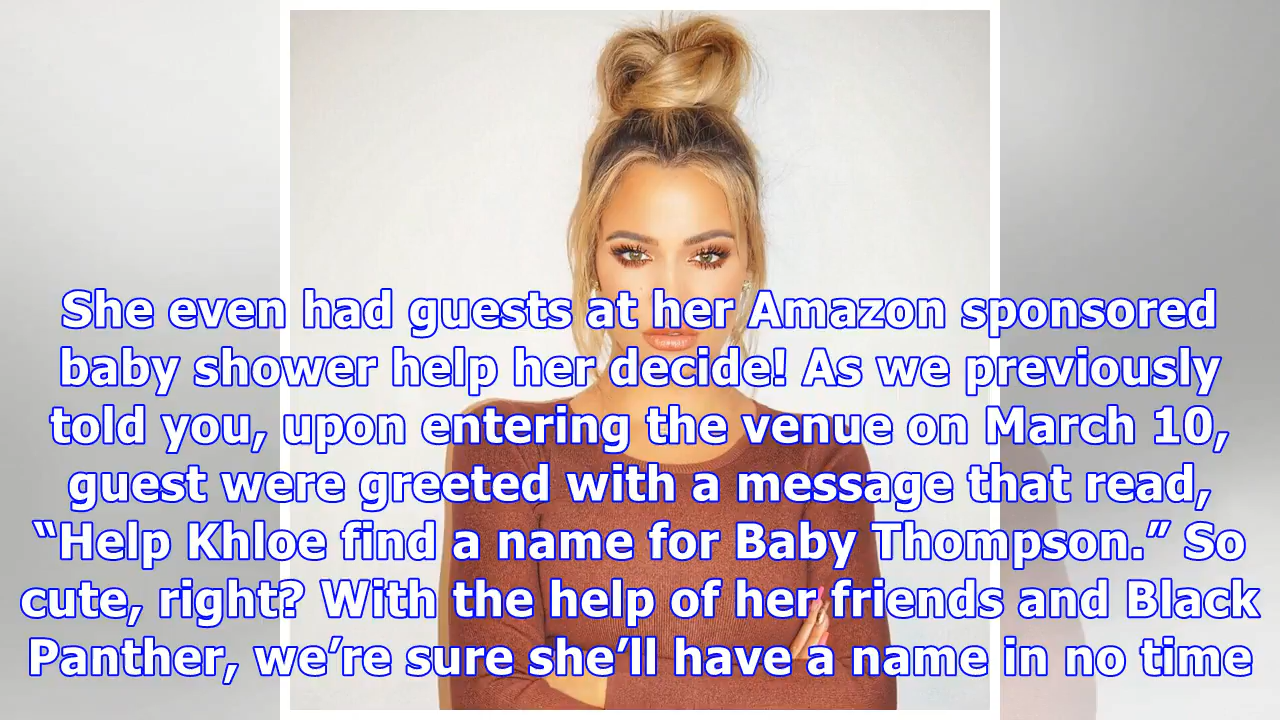 She even had guests at her Amazon sponsored
baby shower help her decide! As we previously
told you, upon entering the venue on March 10,
guest were greeted with a message that read,
“Help Khloe find a name for Baby Thompson.” So
cute, right? With the help of her friends and Black
Panther, we’re sure she’ll have a name in no time